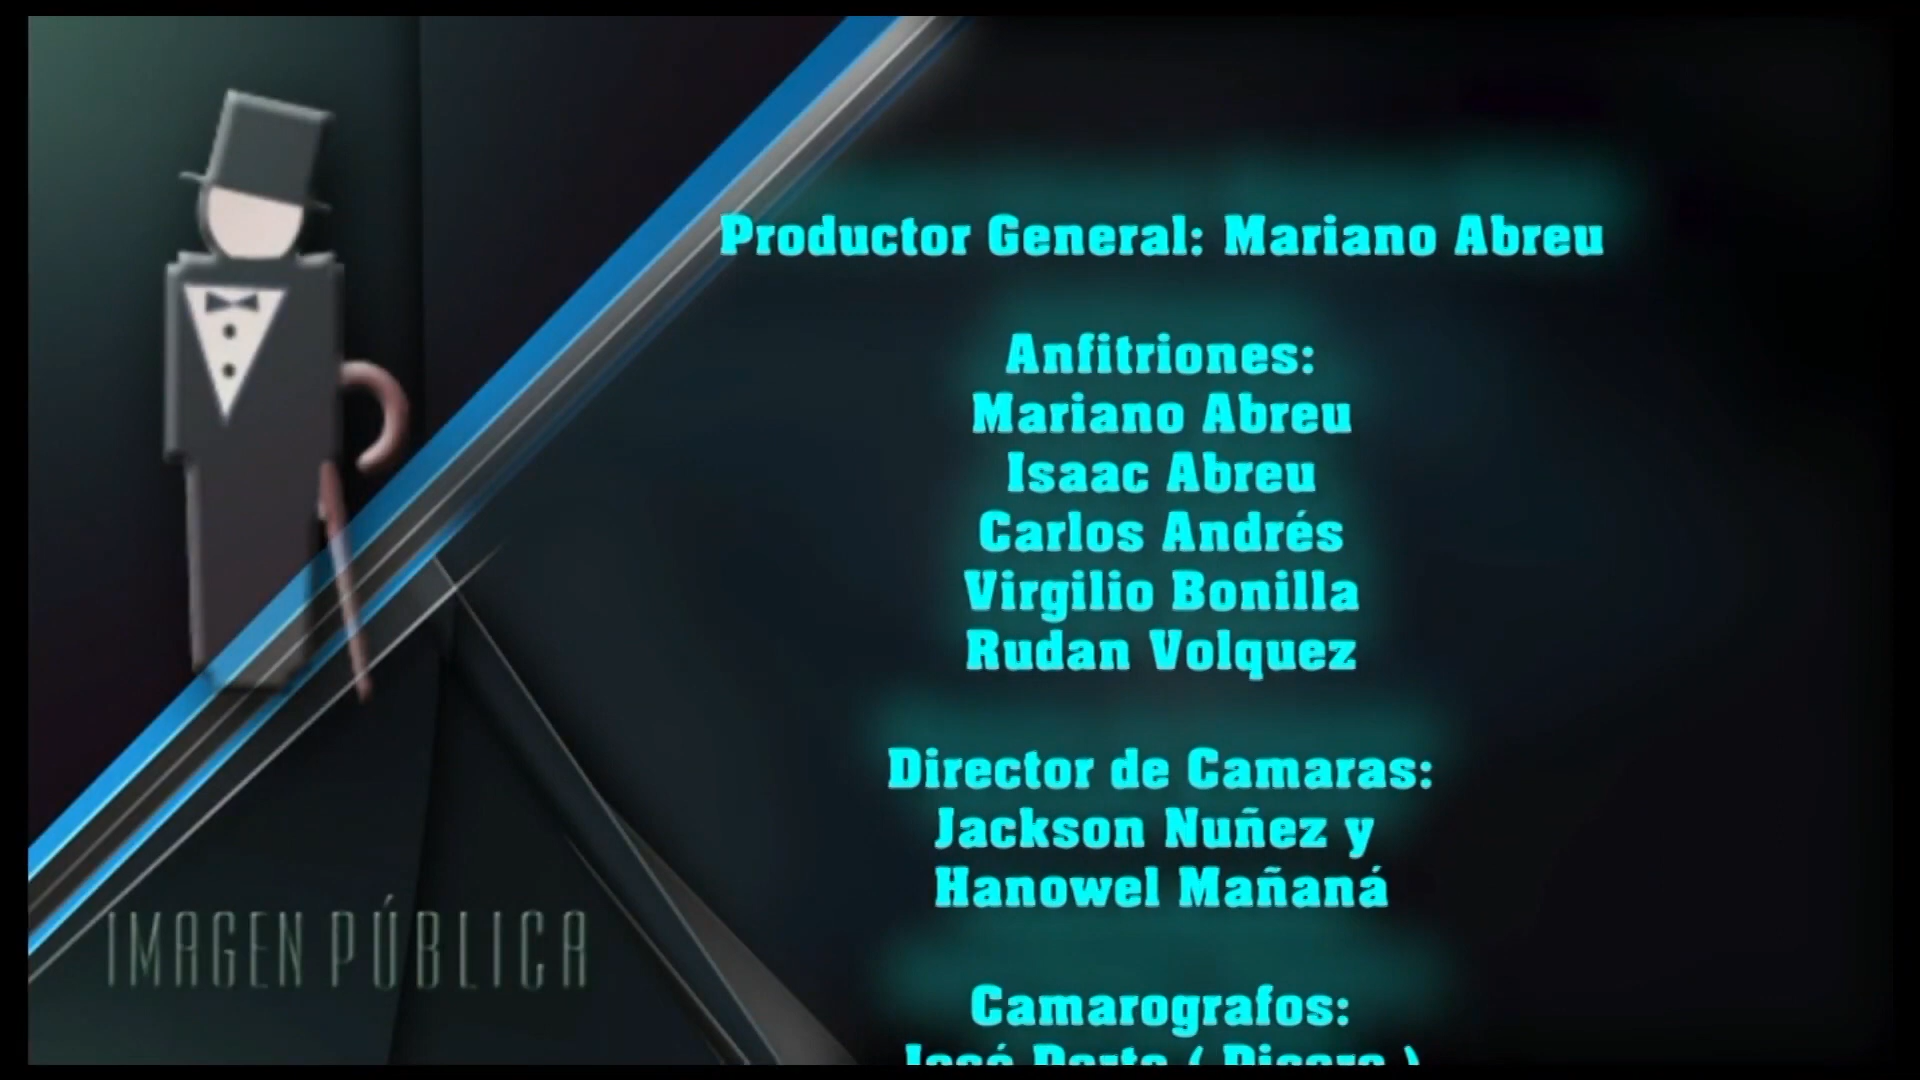 Productor General: Mariano Abreu
Anfitriones:
Mariano Abreu
Isaac Abreu
Carlos Andrés
Virgilio Bonilla
Rudan Volquez
Director de Camaras:
Jackson Nuñez y
Hanowel Mañaná
Camarografos:
José
IMAGEN PÚBLICA